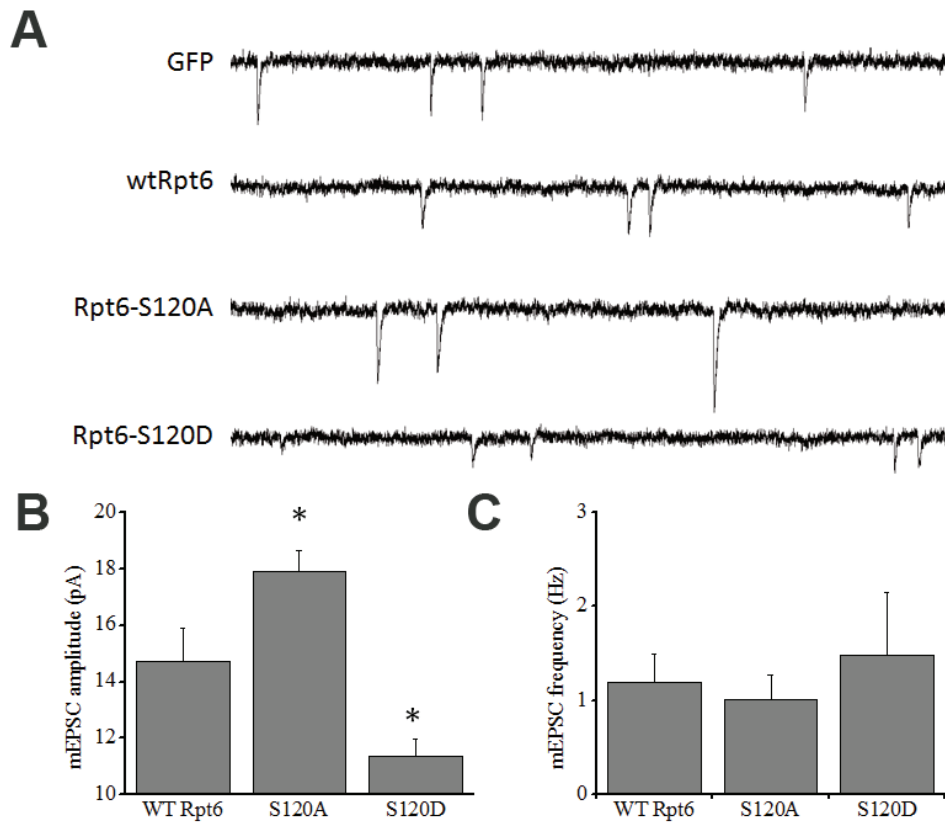 A
GFP
wtRpt6
Rpt6-S120A
Rpt6-S120D
B
mEPSC amplitude (pA)
20
18
16
14
12
10
*
*
WT Rpt6 S120A S120D
C
mEPSC frequency (Hz)
3
2
1
0
WT Rpt6 S120A S120D